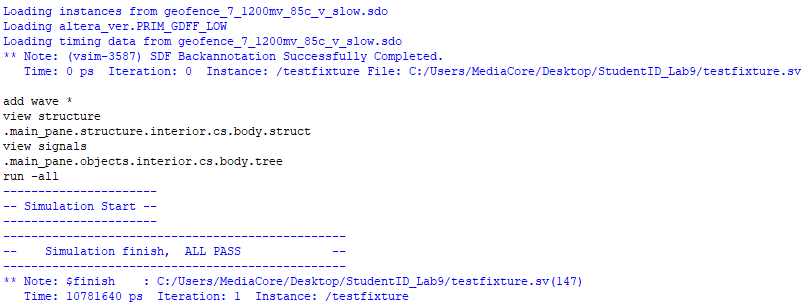 Loading instances from geofence_7_1200mv_85c_v_slow.sdo
Loading altera_ver.PRIM_GDFF_LOW
Loading timing data from geofence_7_1200mv_85c_v_slow.sdo
** Note: (vsim-3587) SDF Backannotation Successfully Completed.
Time: 0 ps  Iteration: 0  Instance: /testfixture File: C:/Users/MediaCore/Desktop/StudentID_Lab9/testfixture.sv
add wave *
view structure
.main_pane.structure.interior.cs.body.struct
view signals
.main_pane.objects.interior.cs.body.tree
run -all
----------------------
-- Simulation Start --
----------------------
-------------------------------------------------
--    Simulation finish,  ALL PASS             --
-------------------------------------------------
** Note: $finish    : C:/Users/MediaCore/Desktop/StudentID_Lab9/testfixture.sv(147)
Time: 10781640 ps  Iteration: 1  Instance: /testfixture